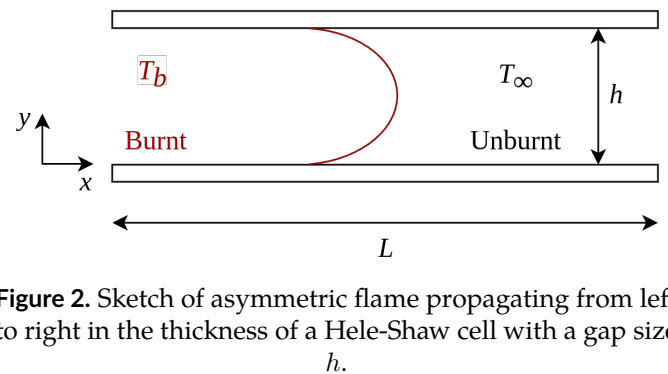 T_b
T_∞
y
h
Burnt
Unburnt
x
L
Figure 2. Sketch of asymmetric flame propagating from lef
to right in the thickness of a Hele-Shaw cell with a gap size
h.